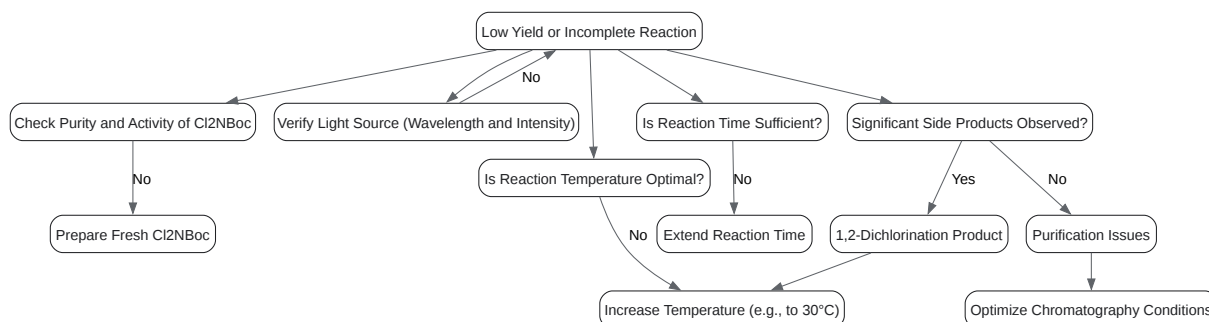 Low Yield or Incomplete Reaction
No
Check Purity and Activity of Cl2NBoc
Verify Light Source (Wavelength and Intensity)
Is Reaction Time Sufficient?
Significant Side Products Observed?
No
Is Reaction Temperature Optimal?
No
Yes
No
Prepare Fresh Cl2NBoc
No
Extend Reaction Time
1,2-Dichlorination Product
Purification Issues
Increase Temperature (e.g., to 30°C)
Optimize Chromatography Conditions